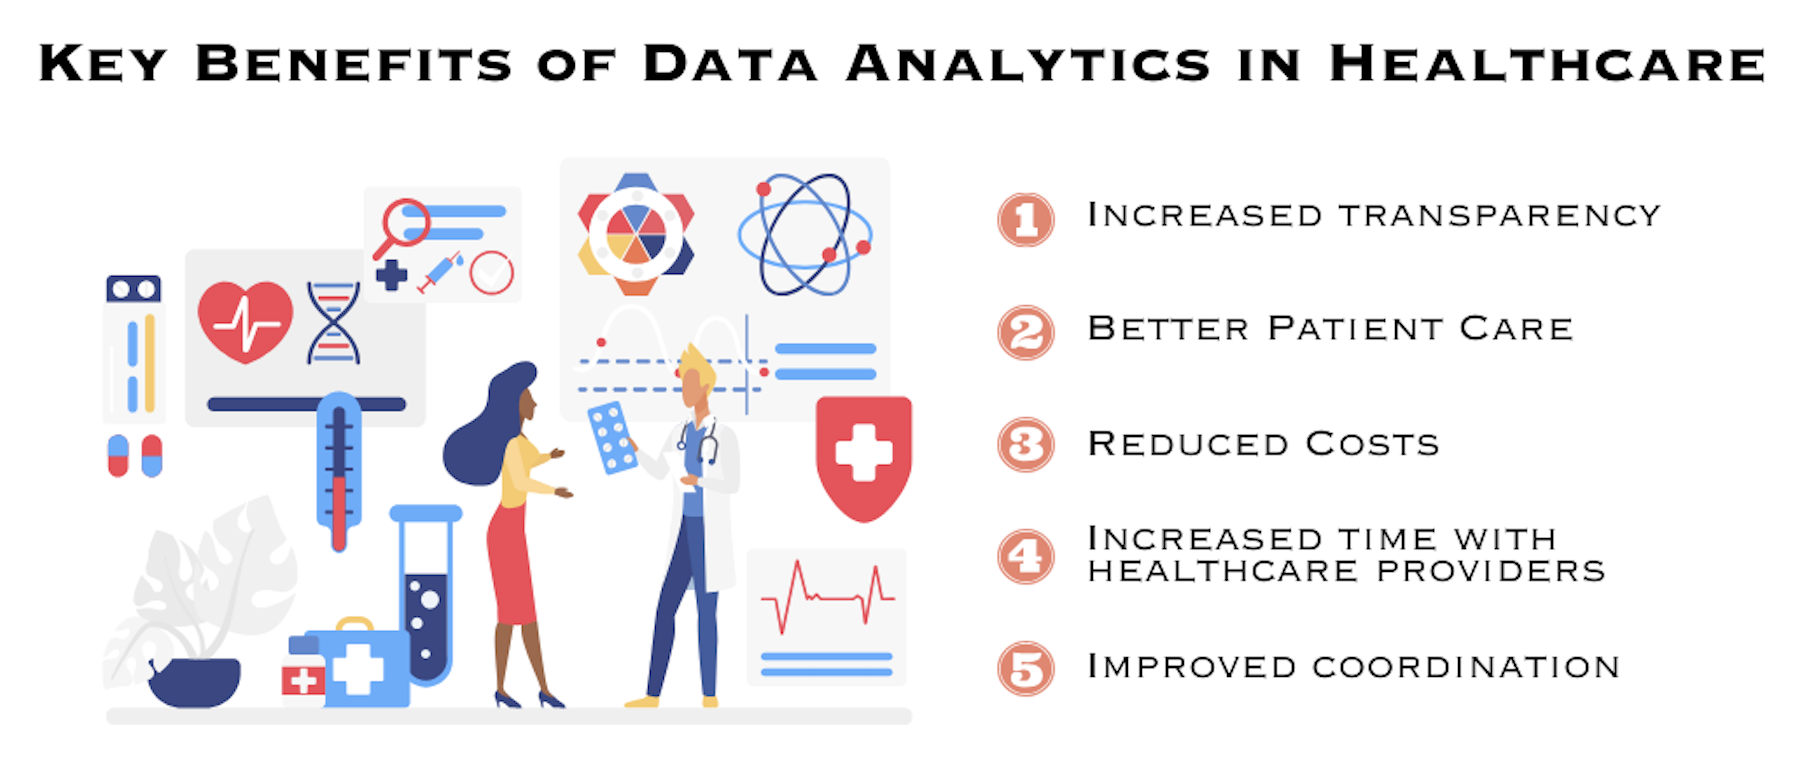 Key Benefits of Data Analytics in Healthcare
1 Increased transparency
2 Better Patient Care
3 Reduced Costs
4 Increased time with
healthcare providers
5 Improved coordination